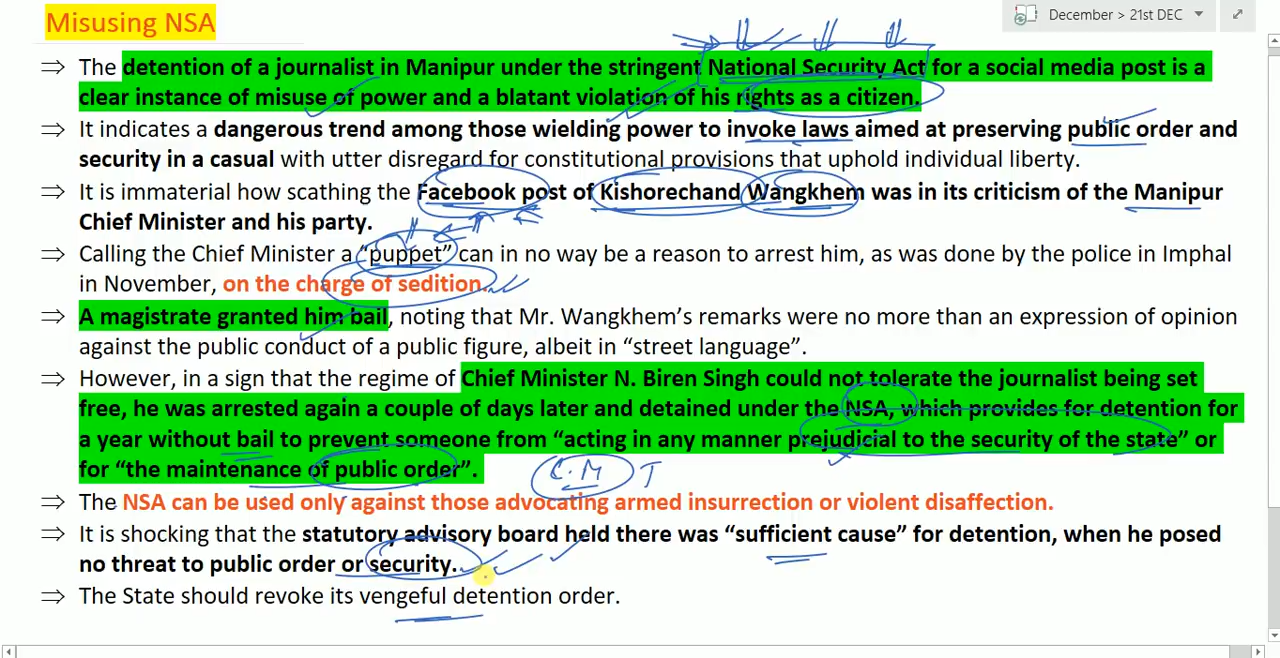 Misusing NSA
December > 21st DEC
⇒ The detention of a journalist in Manipur under the stringent National Security Act for a social media post is a
clear instance of misuse of power and a blatant violation of his rights as a citizen.
⇒ It indicates a dangerous trend among those wielding power to invoke laws aimed at preserving public order and
security in a casual with utter disregard for constitutional provisions that uphold individual liberty.
⇒ It is immaterial how scathing the Facebook post of Kishorechand Wangkhem was in its criticism of the Manipur
Chief Minister and his party.
⇒ Calling the Chief Minister a “puppet” can in no way be a reason to arrest him, as was done by the police in Imphal
in November, on the charge of sedition.
⇒ A magistrate granted him bail, noting that Mr. Wangkhem’s remarks were no more than an expression of opinion
against the public conduct of a public figure, albeit in “street language”.
⇒ However, in a sign that the regime of Chief Minister N. Biren Singh could not tolerate the journalist being set
free, he was arrested again a couple of days later and detained under the NSA, which provides for detention for
a year without bail to prevent someone from “acting in any manner prejudicial to the security of the state” or
for “the maintenance of public order”.
C.M
⇒ The NSA can be used only against those advocating armed insurrection or violent disaffection.
⇒ It is shocking that the statutory advisory board held there was “sufficient cause” for detention, when he posed
no threat to public order or security.
⇒ The State should revoke its vengeful detention order.